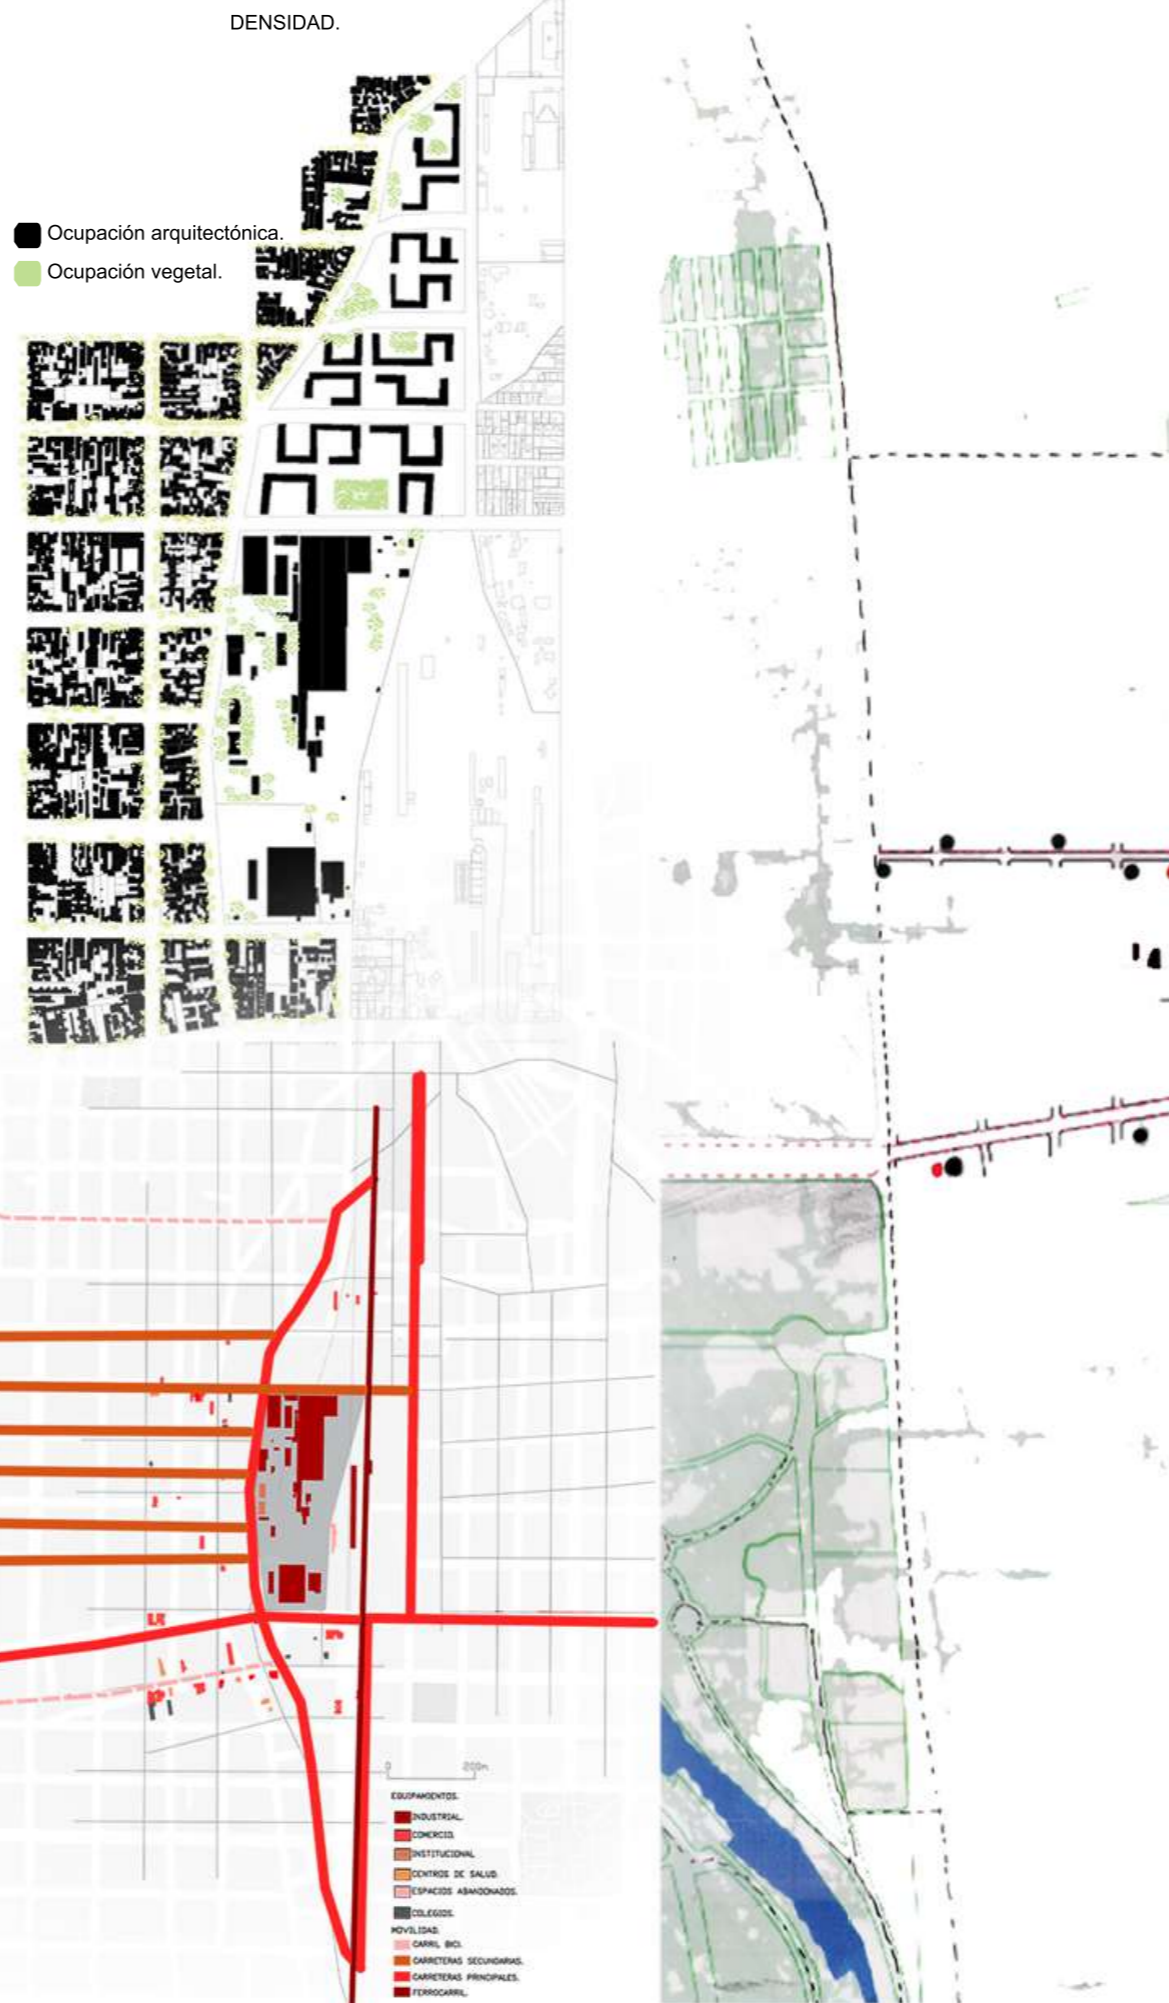 DENSIDAD.
Ocupación arquitectónica.
Ocupación vegetal.
0 200m
EQUIPAMIENTOS.
INDUSTRIAL.
COMERCIO.
INSTITUCIONAL
CENTROS DE SALUD.
ESPACIOS ABANDONADOS.
COLEGIOS.
MOVILIDAD.
CARRIL BICI.
CARRETERAS SECUNDARIAS.
CARRETERAS PRINCIPALES.
FERROCARRIL.